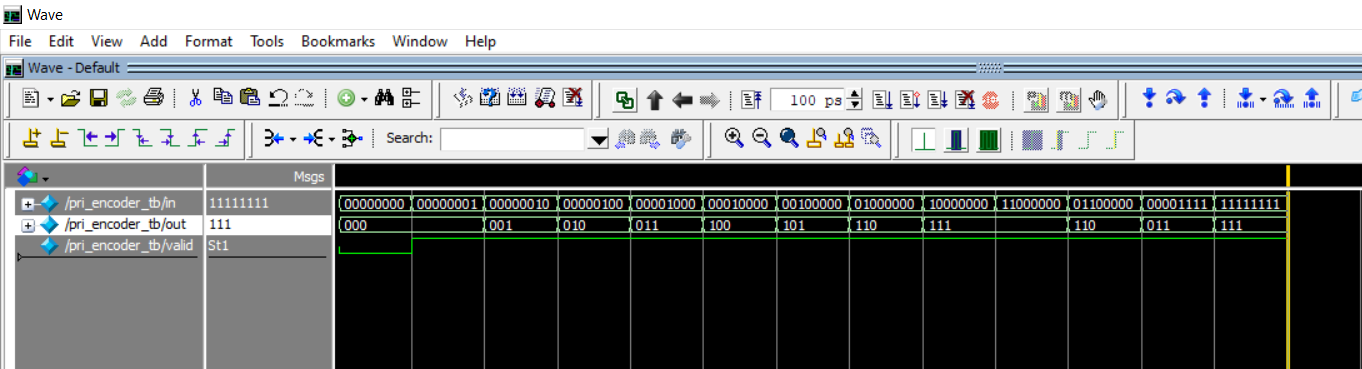 Wave
File Edit View Add Format Tools Bookmarks Window Help
Wave - Default
100 ps
Search:
Msgs
/pri_encoder_tb/in 11111111 00000000 00000001 00000010 00000100 00001000 00010000 00100000 01000000 10000000 11000000 01100000 00001111 11111111
/pri_encoder_tb/out 111 000 001 010 011 100 101 110 111 110 011 111
/pri_encoder_tb/valid St1